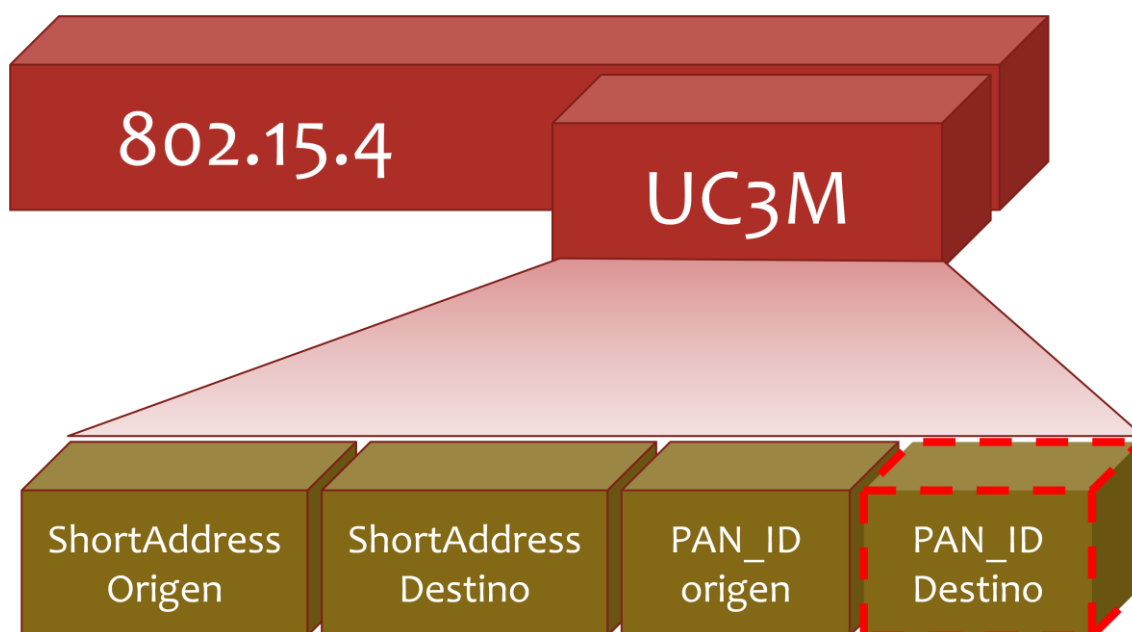 802.15.4
UC3M
ShortAddress
Origen
ShortAddress
Destino
PAN_ID
origen
PAN_ID
Destino